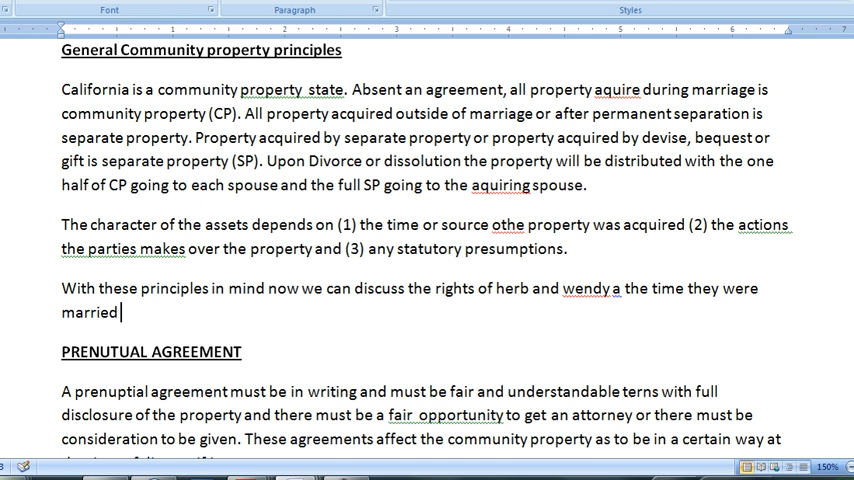 Font Paragraph Styles
1 2 3 4 5 6 7
General Community property principles
California is a community property state. Absent an agreement, all property aquire during marriage is
community property (CP). All property acquired outside of marriage or after permanent separation is
separate property. Property acquired by separate property or property acquired by devise, bequest or
gift is separate property (SP). Upon Divorce or dissolution the property will be distributed with the one
half of CP going to each spouse and the full SP going to the aquiring spouse.
The character of the assets depends on (1) the time or source othe property was acquired (2) the actions
the parties makes over the property and (3) any statutory presumptions.
With these principles in mind now we can discuss the rights of herb and wendy a the time they were
married
PRENUTUAL AGREEMENT
A prenuptial agreement must be in writing and must be fair and understandable terns with full
disclosure of the property and there must be a fair opportunity to get an attorney or there must be
consideration to be given. These agreements affect the community property as to be in a certain way at
150%